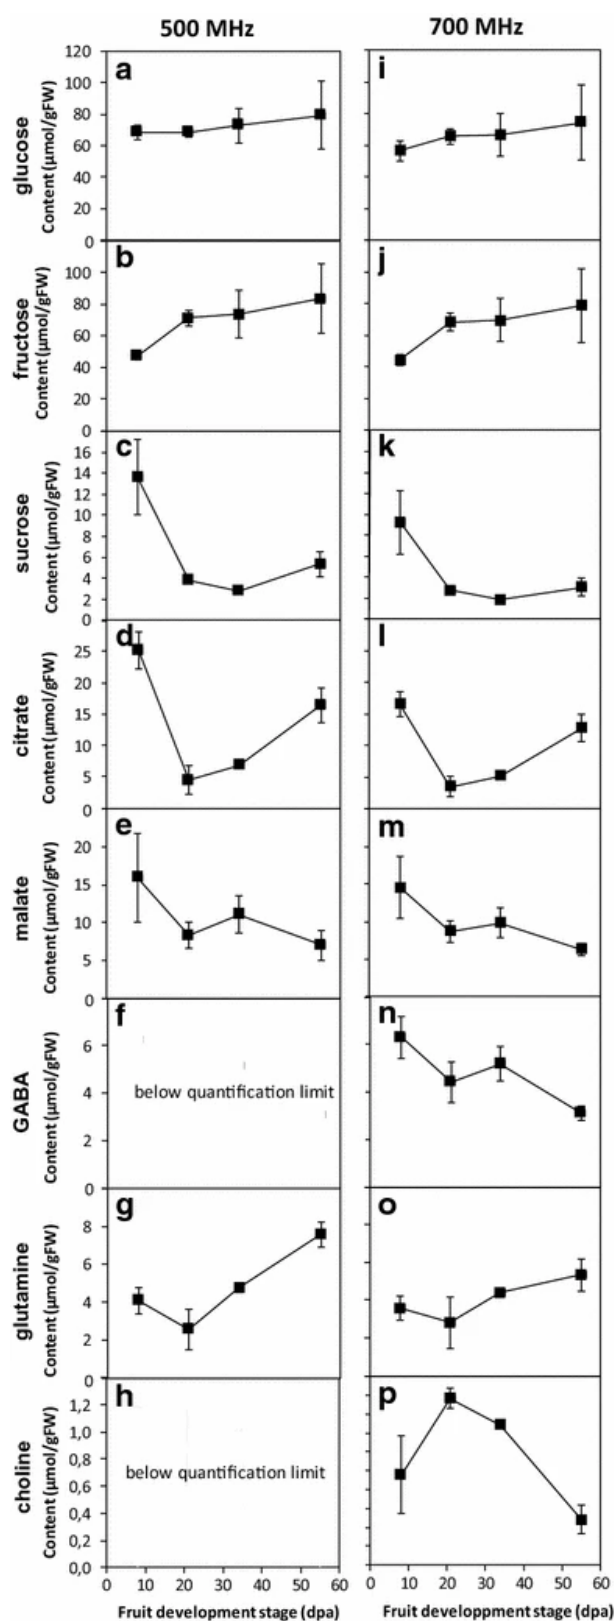 500 MHz 700 MHz
a
i
glucose
Content (µmol/gFW)
120
100
80
60
40
20
0
b
j
fructose
Content (µmol/gFW)
100
80
60
40
20
0
c
k
sucrose
Content (µmol/gFW)
16
14
12
10
8
6
4
2
0
d
l
citrate
Content (µmol/gFW)
25
20
15
10
5
0
e
m
malate
Content (µmol/gFW)
20
15
10
5
0
f
n
GABA
Content (µmol/gFW)
6
4
2
0
below quantification limit
g
o
glutamine
Content (µmol/gFW)
8
6
4
2
0
h
p
choline
Content (µmol/gFW)
1,2
1,0
0,8
0,6
0,4
0,2
0,0
below quantification limit
0 10 20 30 40 50 60 0 10 20 30 40 50 60
Fruit development stage (dpa) Fruit developpment stage (dpa)